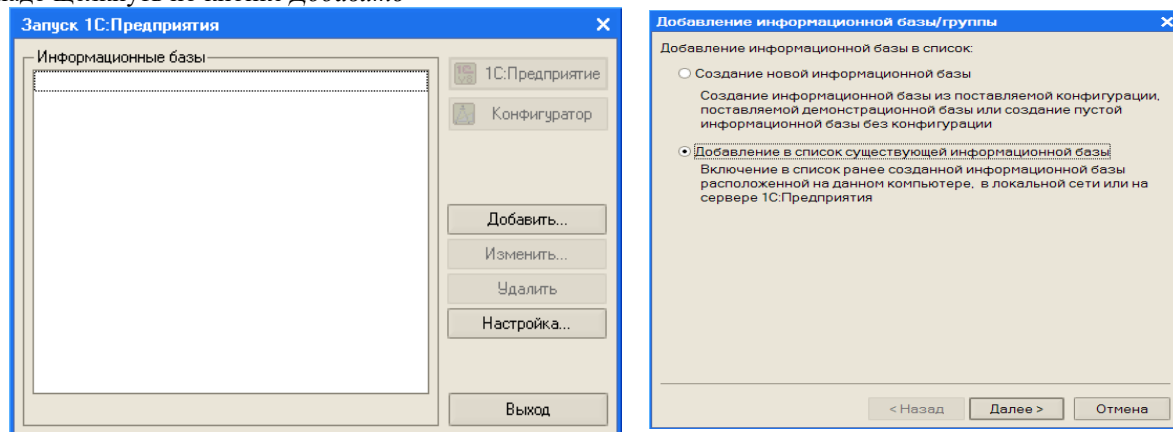 Запуск 1С:Предприятия
Информационные базы
1С:Предприятие
Конфигуратор
Добавить...
Изменить...
Удалить
Настройка...
Выход
Добавление информационной базы/группы
Добавление информационной базы в список:
Создание новой информационной базы
Создание информационной базы из поставляемой конфигурации,
поставляемой демонстрационной базы или создание пустой
информационной базы без конфигурации
Добавление в список существующей информационной базы
Включение в список ранее созданной информационной базы
расположенной на данном компьютере, в локальной сети или на
сервере 1С:Предприятия
< Назад
Далее >
Отмена